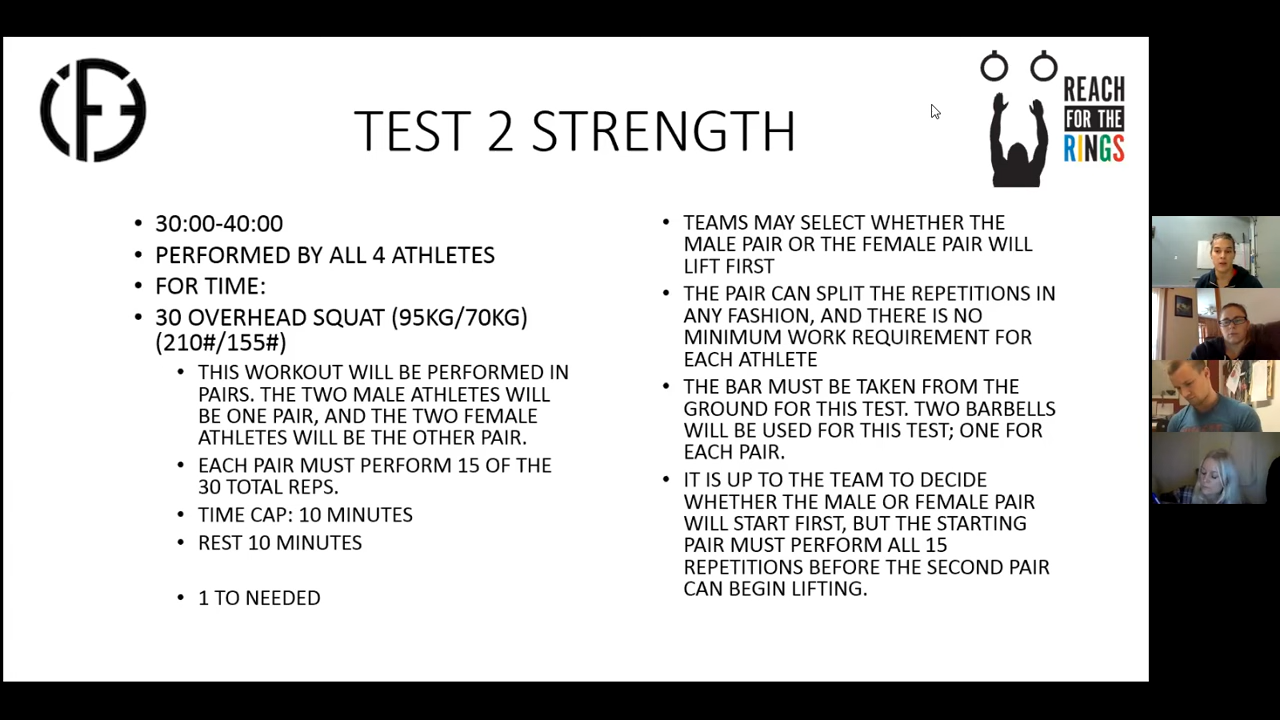 TEST 2 STRENGTH
REACH
FOR THE
RINGS
• 30:00-40:00
• PERFORMED BY ALL 4 ATHLETES
• FOR TIME:
• 30 OVERHEAD SQUAT (95KG/70KG)
(210#/155#)
• THIS WORKOUT WILL BE PERFORMED IN
PAIRS. THE TWO MALE ATHLETES WILL
BE ONE PAIR, AND THE TWO FEMALE
ATHLETES WILL BE THE OTHER PAIR.
• EACH PAIR MUST PERFORM 15 OF THE
30 TOTAL REPS.
• TIME CAP: 10 MINUTES
• REST 10 MINUTES
• 1 TO NEEDED
• TEAMS MAY SELECT WHETHER THE
MALE PAIR OR THE FEMALE PAIR WILL
LIFT FIRST
• THE PAIR CAN SPLIT THE REPETITIONS IN
ANY FASHION, AND THERE IS NO
MINIMUM WORK REQUIREMENT FOR
EACH ATHLETE
• THE BAR MUST BE TAKEN FROM THE
GROUND FOR THIS TEST. TWO BARBELLS
WILL BE USED FOR THIS TEST; ONE FOR
EACH PAIR.
• IT IS UP TO THE TEAM TO DECIDE
WHETHER THE MALE OR FEMALE PAIR
WILL START FIRST, BUT THE STARTING
PAIR MUST PERFORM ALL 15
REPETITIONS BEFORE THE SECOND PAIR
CAN BEGIN LIFTING.